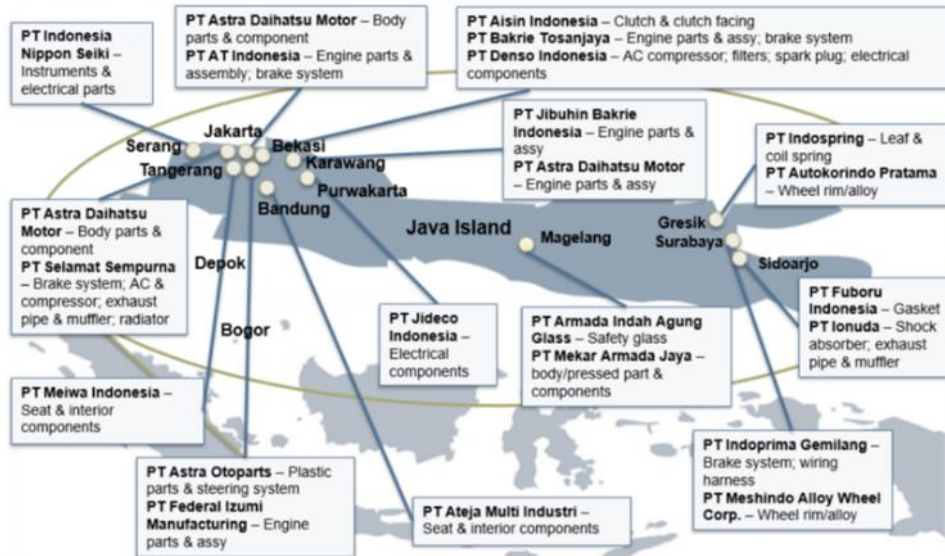 PT Indonesia
Nippon Seiki –
Instruments &
electrical parts
PT Astra Daihatsu Motor – Body
parts & component
PT AT Indonesia – Engine parts &
assembly; brake system
PT Aisin Indonesia – Clutch & clutch facing
PT Bakrie Tosanjaya – Engine parts & assy; brake system
PT Denso Indonesia – AC compressor; filters; spark plug; electrical
components
PT Jibuhin Bakrie
Indonesia – Engine parts &
assy
PT Astra Daihatsu Motor
– Engine parts & assy
PT Indospring – Leaf &
coil spring
PT Autokorindo Pratama
– Wheel rim/alloy
Jakarta
Serang
Bekasi
Tangerang
Karawang
Purwakarta
Bandung
Java Island
Magelang
Gresik
Surabaya
Sidoarjo
Depok
Bogor
PT Astra Daihatsu
Motor – Body parts &
component
PT Selamat Sempurna
– Brake system; AC &
compressor; exhaust
pipe & muffler; radiator
PT Jideco
Indonesia –
Electrical
components
PT Armada Indah Agung
Glass – Safety glass
PT Mekar Armada Jaya –
body/pressed part &
components
PT Fuboru
Indonesia – Gasket
PT Ionuda – Shock
absorber; exhaust
pipe & muffler
PT Meiwa Indonesia –
Seat & interior
components
PT Astra Otoparts – Plastic
parts & steering system
PT Federal Izumi
Manufacturing – Engine
parts & assy
PT Ateja Multi Industri –
Seat & interior components
PT Indoprima Gemilang –
Brake system; wiring
harness
PT Meshindo Alloy Wheel
Corp. – Wheel rim/alloy